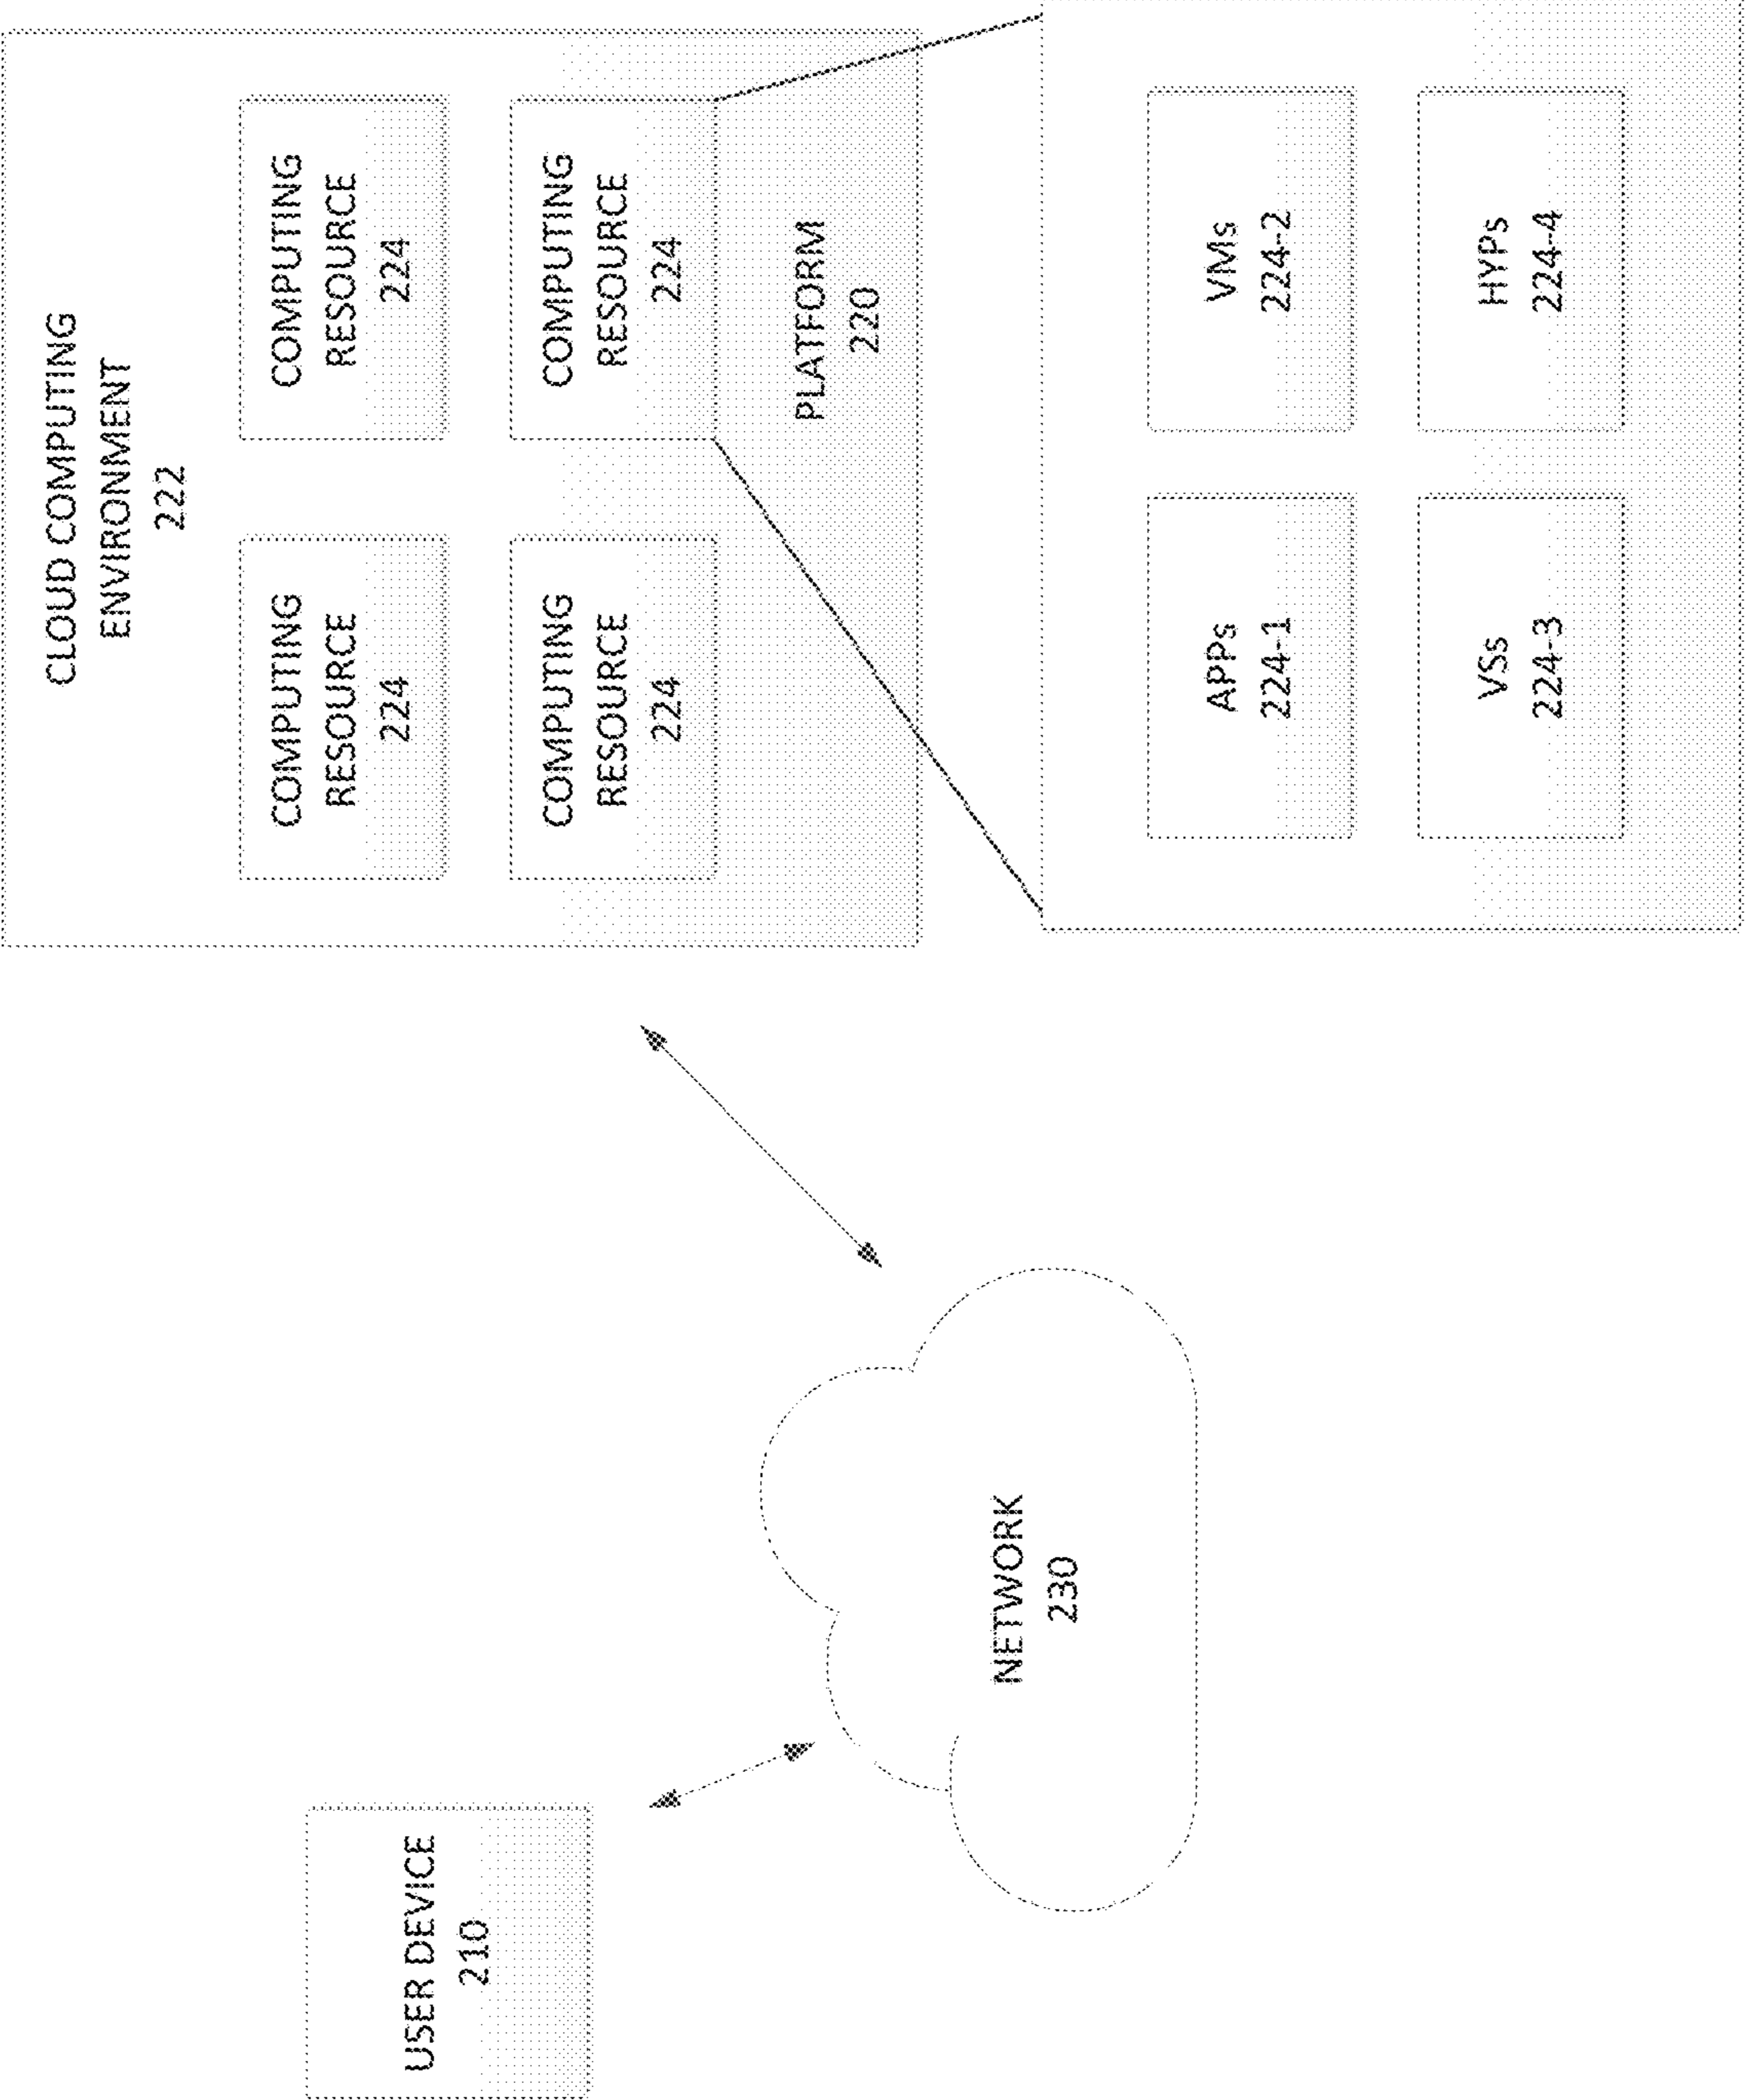 CLOUD COMPUTING
ENVIRONMENT
222
COMPUTING
RESOURCE
224
COMPUTING
RESOURCE
224
COMPUTING
RESOURCE
224
COMPUTING
RESOURCE
224
PLATFORM
220
USER DEVICE
210
NETWORK
230
APPs
224-1
VMs
224-2
VSs
224-3
HYPs
224-4